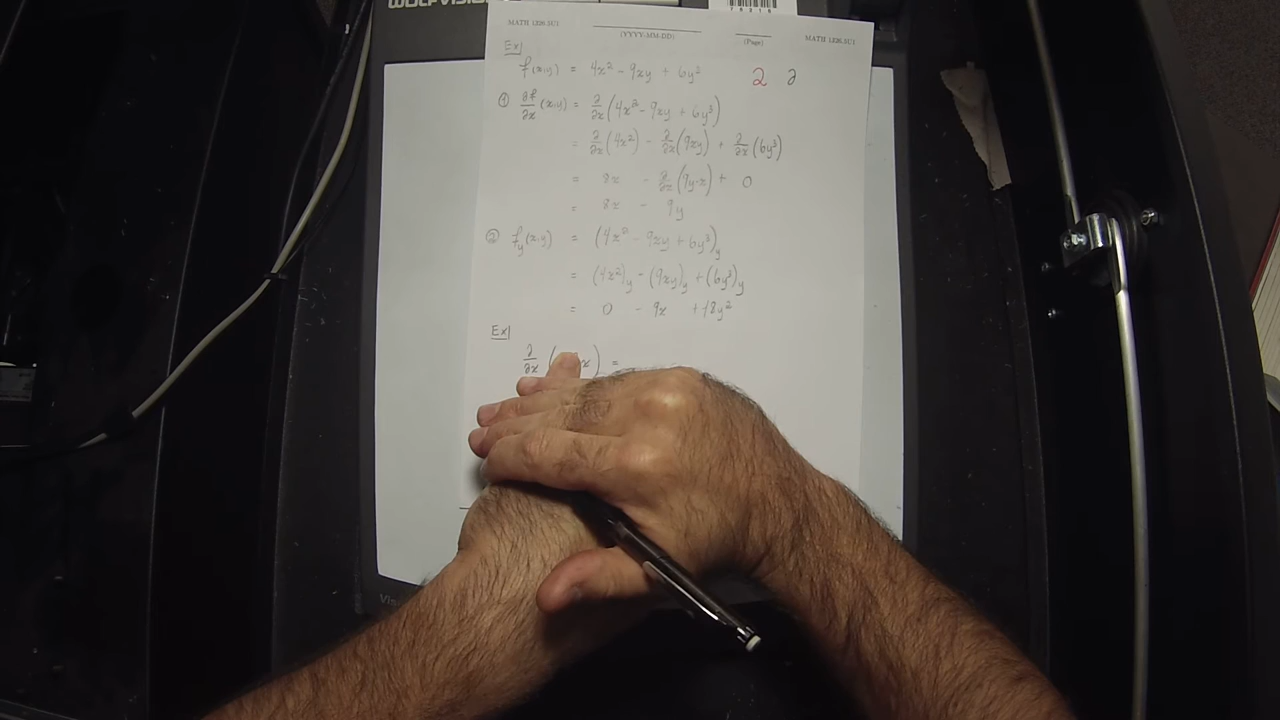 WOLFVISION
76316
MATH 1226.3U1 (YYYY-MM-DD) (Page) MATH 1226.3U1
Ex|
f(x,y) = 4x² - 9xy + 6y³ 2 ∂
① ∂f/∂x (x,y) = ∂/∂x (4x² - 9xy + 6y³)
= ∂/∂x (4x²) - ∂/∂x (9xy) + ∂/∂x (6y³)
= 8x - ∂/∂x (9y·x) + 0
= 8x - 9y
② f_y (x,y) = (4x² - 9xy + 6y³)_y
= (4x²)_y - (9xy)_y + (6y³)_y
= 0 - 9x + 18y²
Ex|
∂/∂x ( x) =